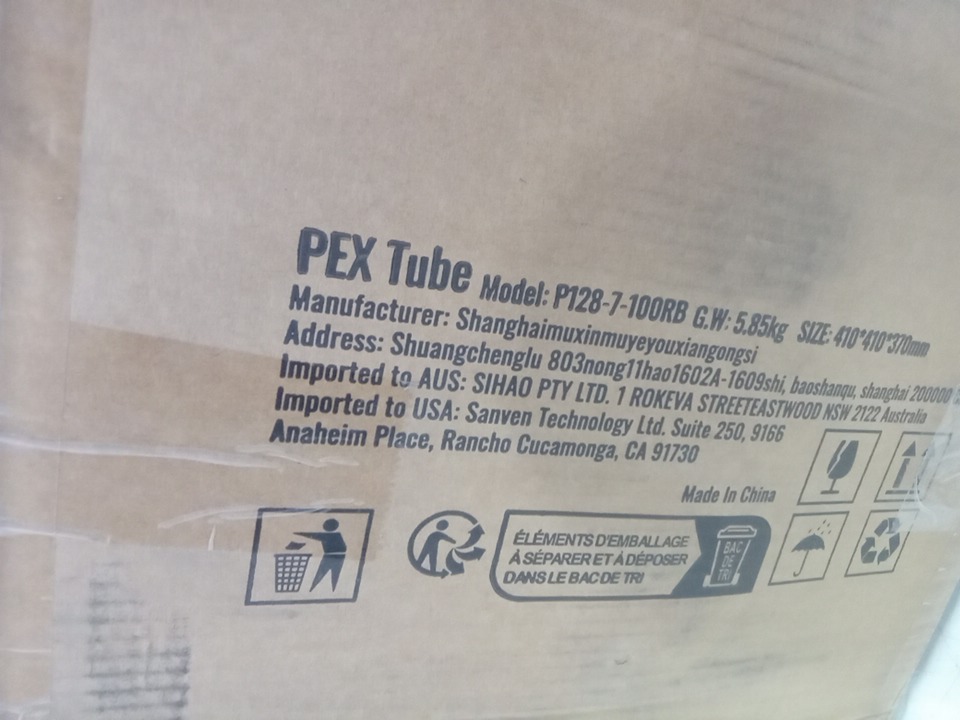 PEX Tube Model: P128-7-100RB G.W: 5.85kg SIZE: 410*410*370mm
Manufacturer: Shanghaimuxinmuyeyouxiangongsi
Address: Shuangchenglu 803nong11hao1602A-1609shi, baoshanqu, shanghai 200000
Imported to AUS: SIHAO PTY LTD. 1 ROKEVA STREETEASTWOOD NSW 2122 Australia
Imported to USA: Sanven Technology Ltd. Suite 250, 9166
Anaheim Place, Rancho Cucamonga, CA 91730
Made In China
ÉLÉMENTS D'EMBALLAGE
À SÉPARER ET À DÉPOSER
DANS LE BAC DE TRI
BAC
DE
TRI